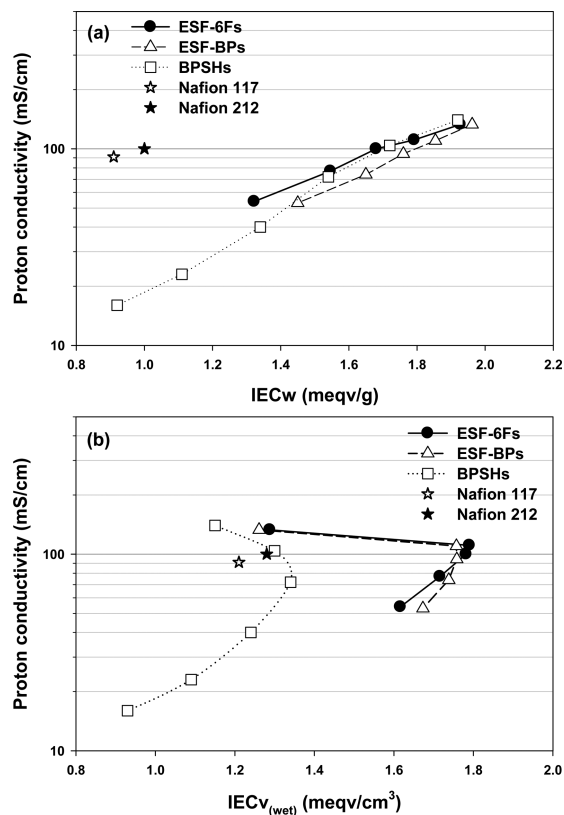 (a)
ESF-6Fs
ESF-BPs
BPSHs
Nafion 117
Nafion 212
Proton conductivity (mS/cm)
100
10
0.8 1.0 1.2 1.4 1.6 1.8 2.0 2.2
IECw (meqv/g)
(b)
ESF-6Fs
ESF-BPs
BPSHs
Nafion 117
Nafion 212
Proton conductivity (mS/cm)
100
10
0.8 1.0 1.2 1.4 1.6 1.8 2.0
IECv(wet) (meqv/cm³)